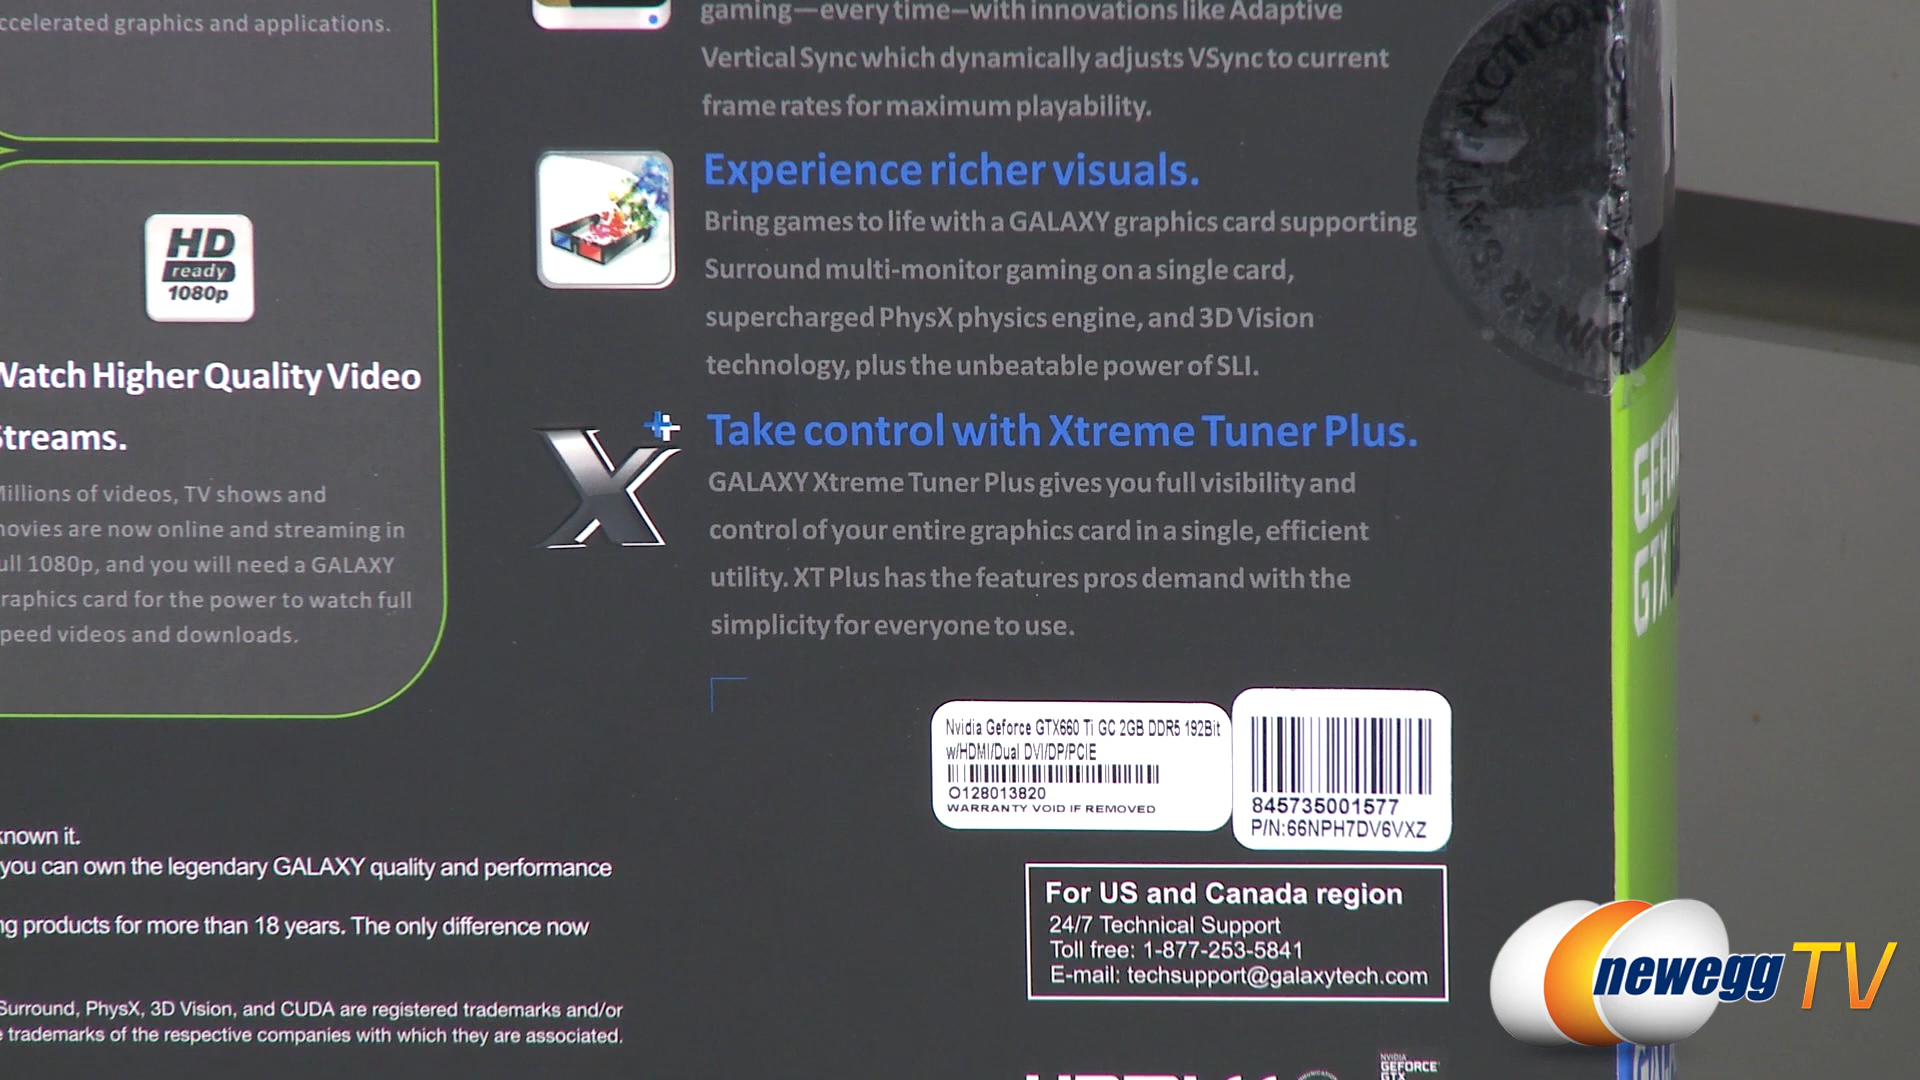 ccelerated graphics and applications.
HD
ready
1080p
Watch Higher Quality Video
Streams.
Millions of videos, TV shows and
movies are now online and streaming in
ull 1080p, and you will need a GALAXY
raphics card for the power to watch full
peed videos and downloads.
gaming—every time—with innovations like Adaptive
Vertical Sync which dynamically adjusts VSync to current
frame rates for maximum playability.
Experience richer visuals.
Bring games to life with a GALAXY graphics card supporting
Surround multi-monitor gaming on a single card,
supercharged PhysX physics engine, and 3D Vision
technology, plus the unbeatable power of SLI.
X+
Take control with Xtreme Tuner Plus.
GALAXY Xtreme Tuner Plus gives you full visibility and
control of your entire graphics card in a single, efficient
utility. XT Plus has the features pros demand with the
simplicity for everyone to use.
Nvidia Geforce GTX660 Ti GC 2GB DDR5 192Bit
w/HDMI/Dual DVI/DP/PCIE
O128013820
WARRANTY VOID IF REMOVED
845735001577
P/N:66NPH7DV6VXZ
For US and Canada region
24/7 Technical Support
Toll free: 1-877-253-5841
E-mail: techsupport@galaxytech.com
known it.
you can own the legendary GALAXY quality and performance
ng products for more than 18 years. The only difference now
Surround, PhysX, 3D Vision, and CUDA are registered trademarks and/or
trademarks of the respective companies with which they are associated.
NVIDIA
GEFORCE
GTX
GEFOR
GTX
newegg TV